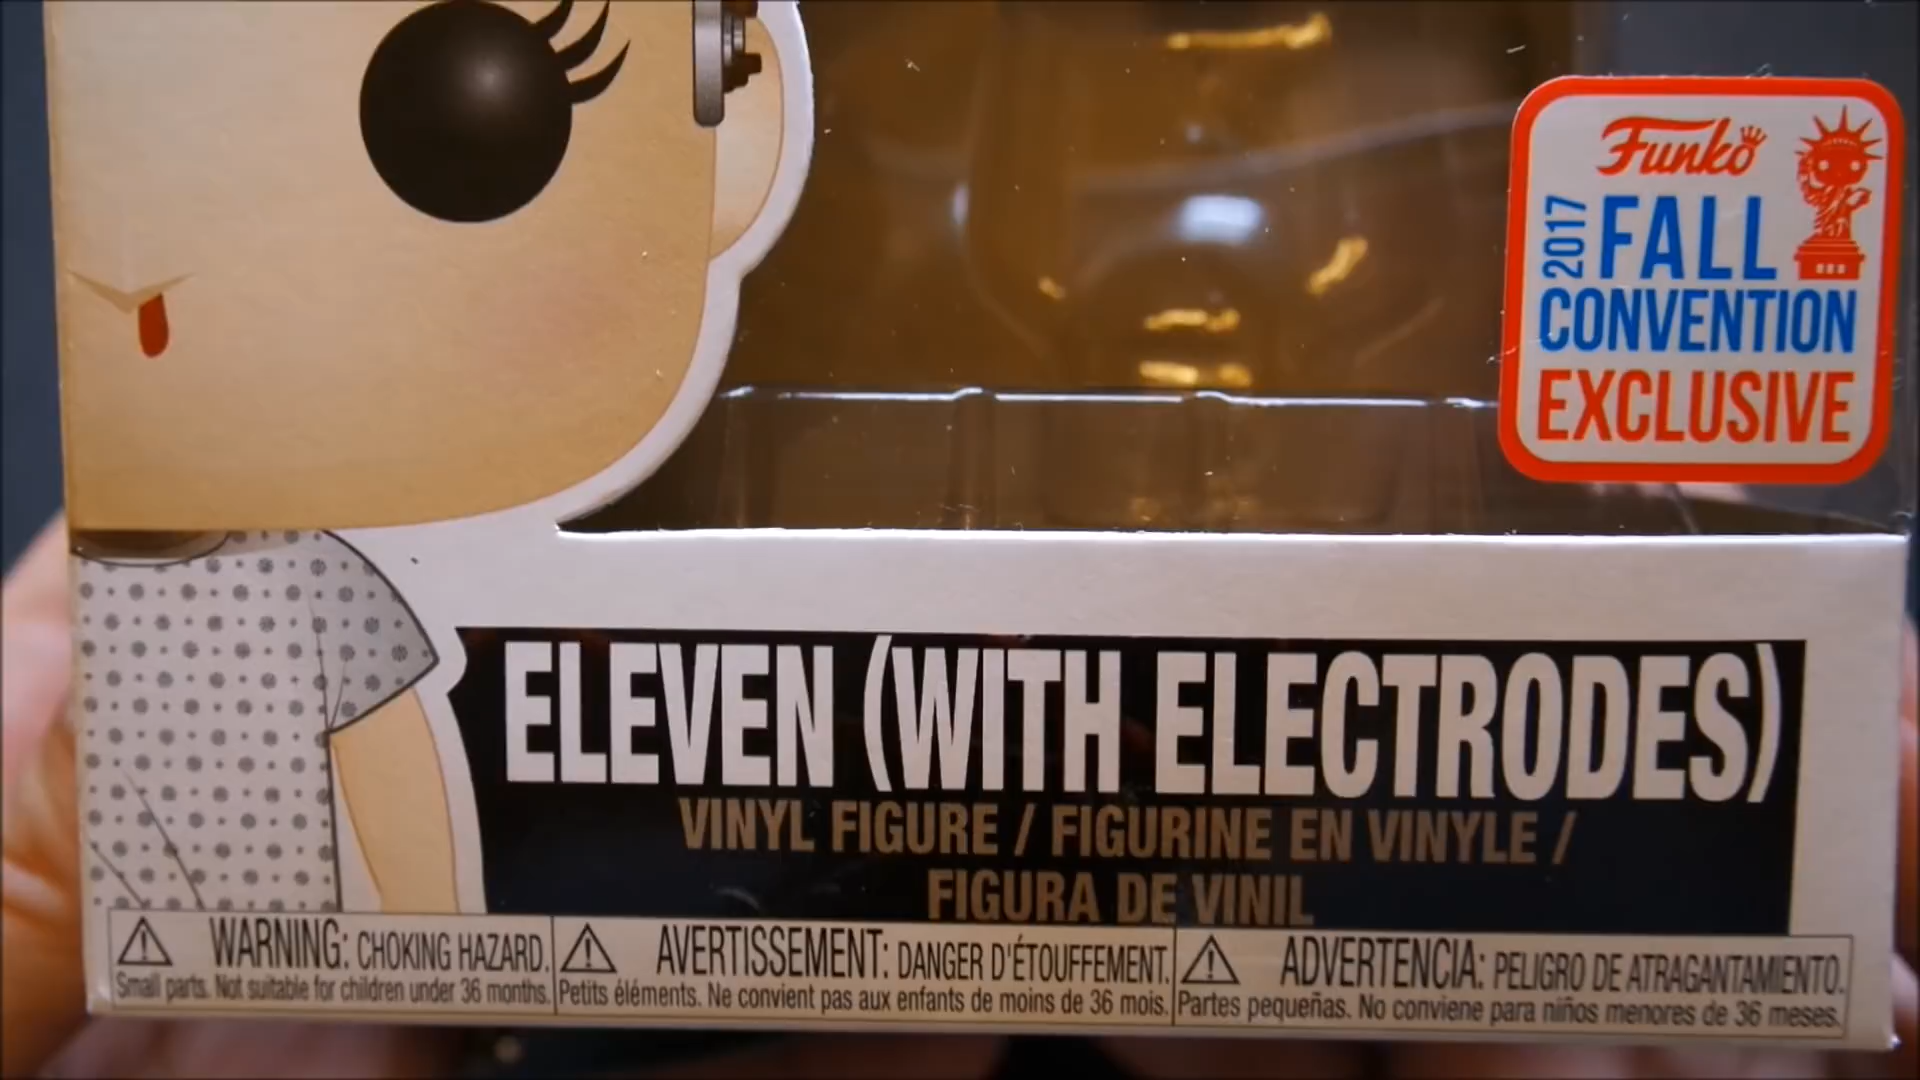 Funko
2017
FALL
CONVENTION
EXCLUSIVE
ELEVEN (WITH ELECTRODES)
VINYL FIGURE / FIGURINE EN VINYLE /
FIGURA DE VINIL
WARNING: CHOKING HAZARD.
Small parts. Not suitable for children under 36 months.
AVERTISSEMENT: DANGER D'ÉTOUFFEMENT.
Petits éléments. Ne convient pas aux enfants de moins de 36 mois.
ADVERTENCIA: PELIGRO DE ATRAGANTAMIENTO.
Partes pequeñas. No conviene para niños menores de 36 meses.